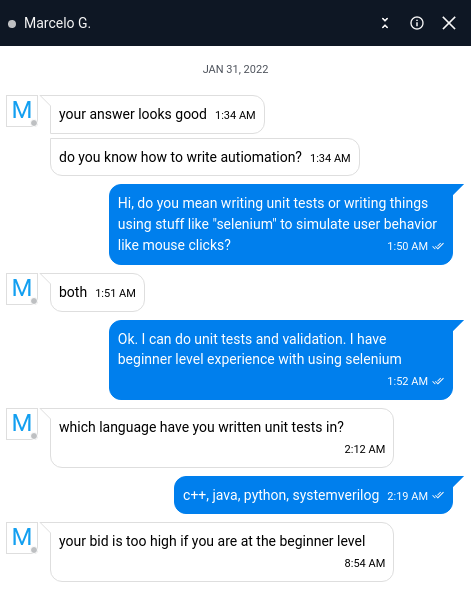 Marcelo G.
JAN 31, 2022
M
your answer looks good 1:34 AM
do you know how to write autiomation? 1:34 AM
Hi, do you mean writing unit tests or writing things
using stuff like "selenium" to simulate user behavior
like mouse clicks? 1:50 AM
M
both 1:51 AM
Ok. I can do unit tests and validation. I have
beginner level experience with using selenium
1:52 AM
M
which language have you written unit tests in?
2:12 AM
c++, java, python, systemverilog 2:19 AM
M
your bid is too high if you are at the beginner level
8:54 AM